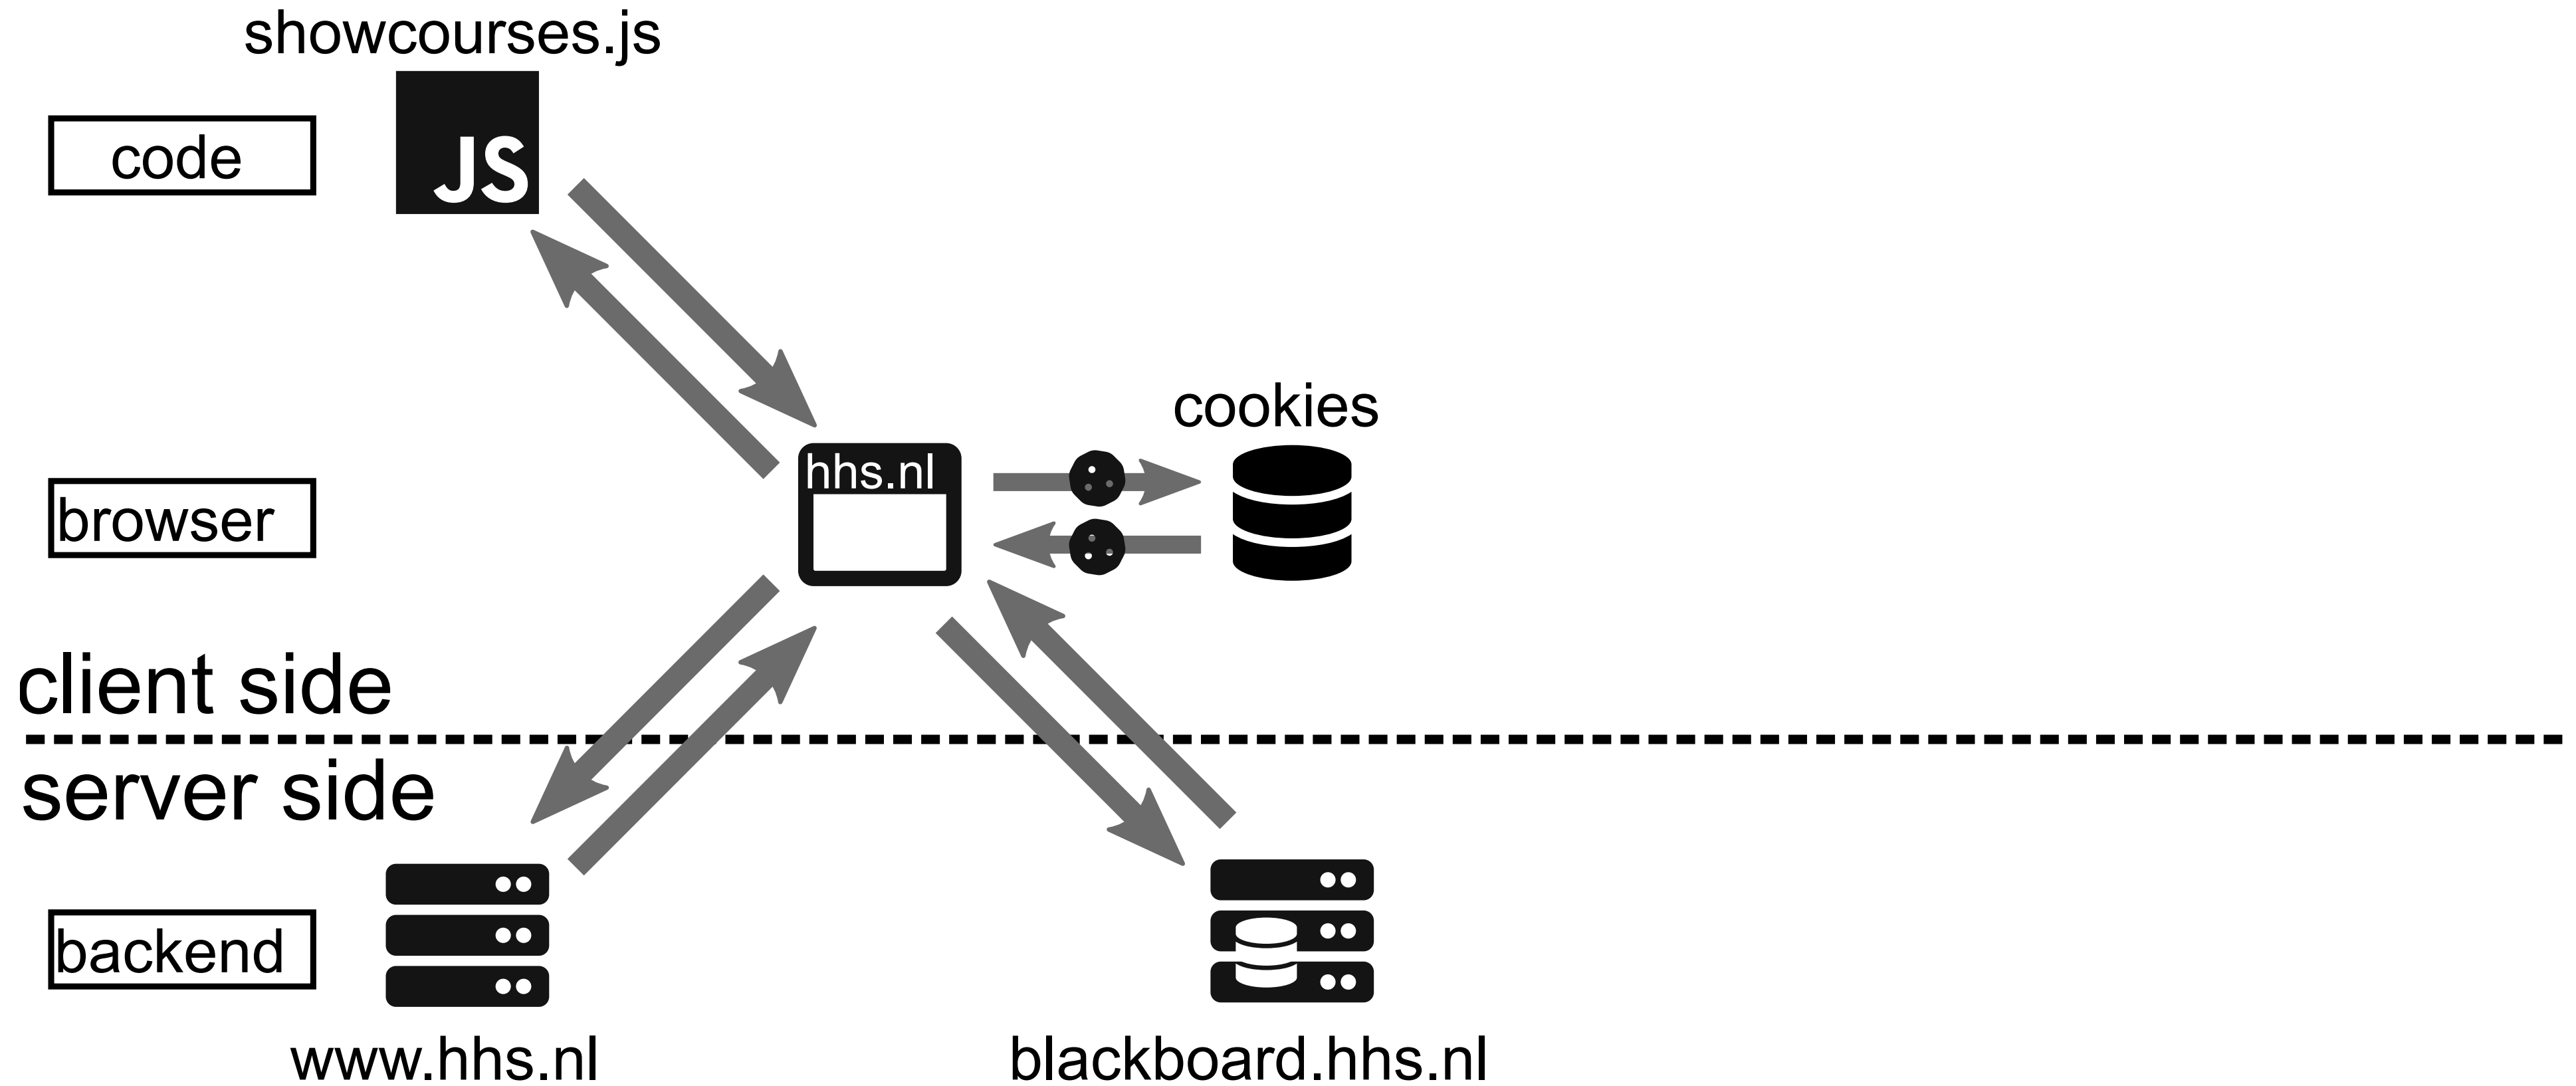 showcourses.js
JS
code
cookies
hhs.nl
browser
client side
server side
backend
www.hhs.nl
blackboard.hhs.nl